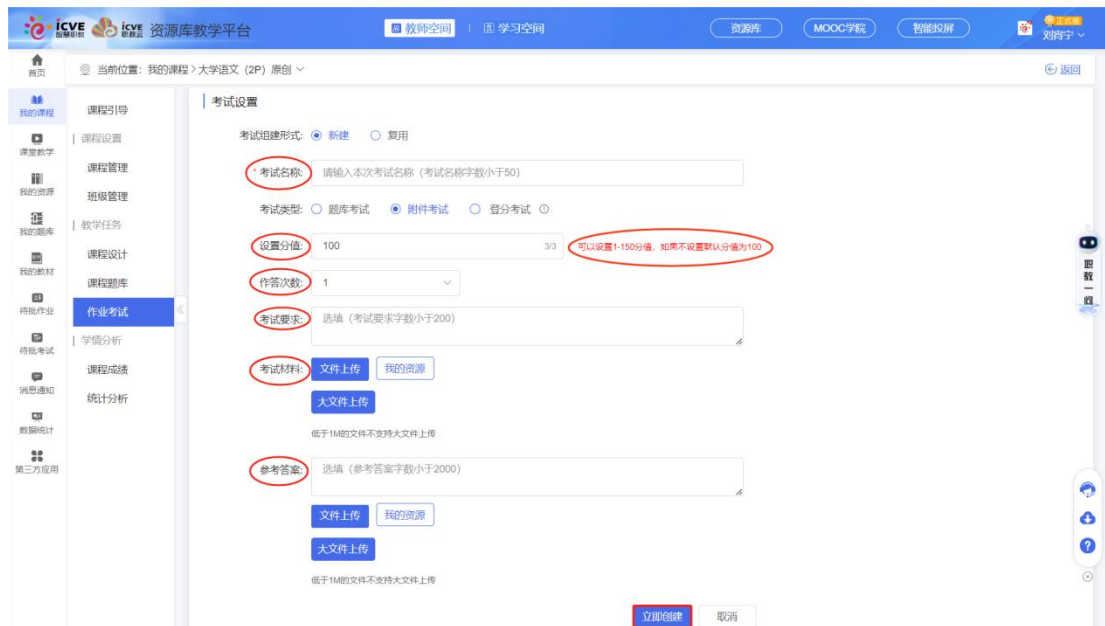 icve 智慧职教 icve 职教云 资源库教学平台 教师空间 学习空间 资源库 MOOC学院 智能投屏 正式版 刘肖宁
首页
当前位置：我的课程>大学语文（2P）原创
返回
我的课程
课堂教学
我的资源
我的题库
我的教材
待批作业
待批考试
消息通知
数据统计
第三方应用
课程引导
课程设置
课程管理
班级管理
教学任务
课程设计
课程题库
作业考试
学情分析
课程成绩
统计分析
考试设置
考试组建形式: 新建 复用
* 考试名称: 请输入本次考试名称（考试名称字数小于50）
考试类型: 题库考试 附件考试 登分考试
设置分值: 100 3/3 可以设置1-150分值，如果不设置默认分值为100
作答次数: 1
考试要求: 选填（考试要求字数小于200）
考试材料: 文件上传 我的资源
大文件上传
低于1M的文件不支持大文件上传
参考答案: 选填（参考答案字数小于2000）
文件上传 我的资源
大文件上传
低于1M的文件不支持大文件上传
立即创建 取消
职教一问